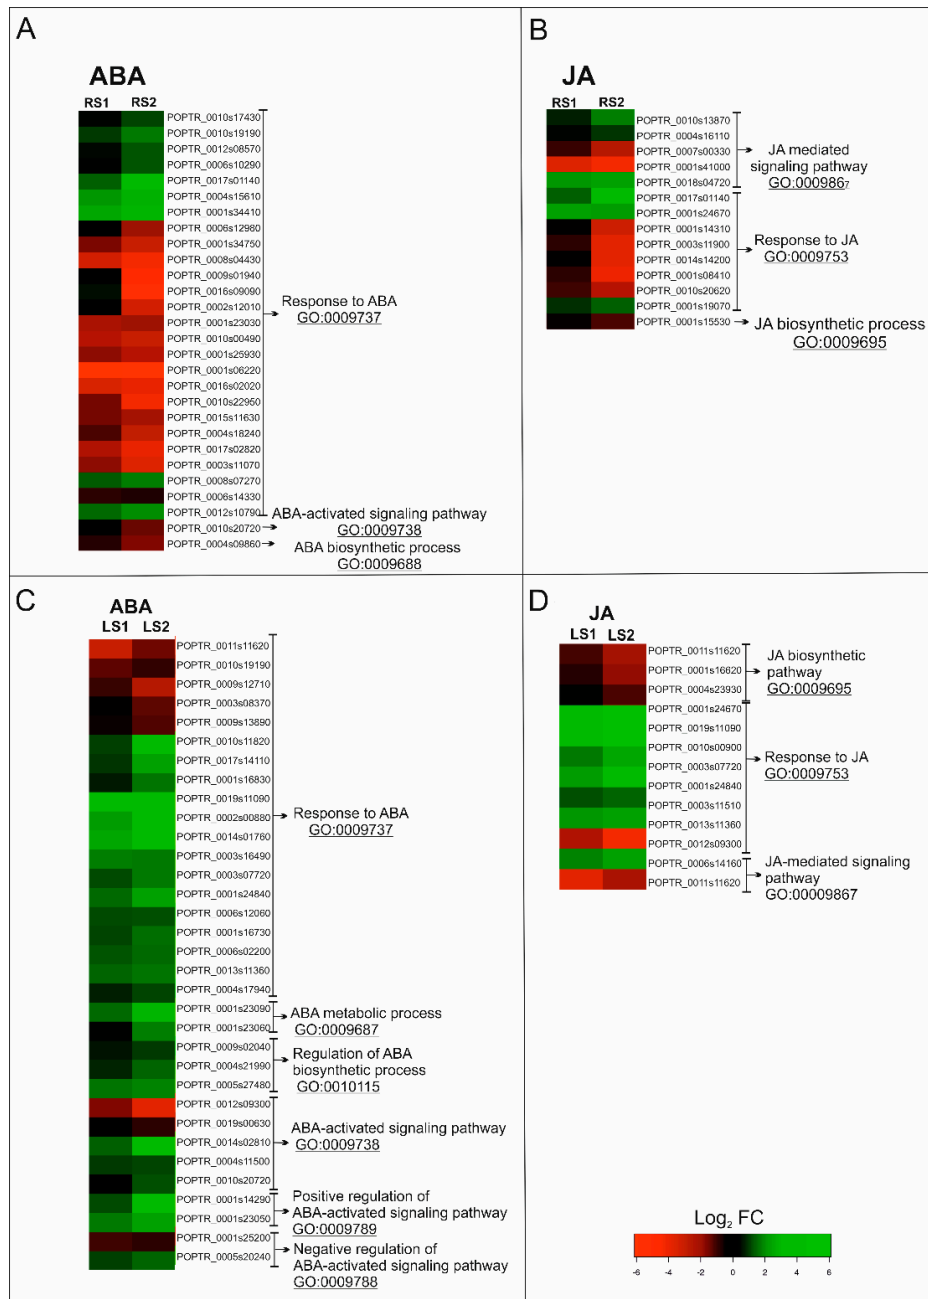 A
ABA
RS1 RS2
POPTR_0010s17430
POPTR_0010s19190
POPTR_0012s08570
POPTR_0006s10290
POPTR_0017s01140
POPTR_0004s15610
POPTR_0001s34410
POPTR_0006s12980
POPTR_0001s34750
POPTR_0008s04430
POPTR_0009s01940
POPTR_0016s09090
POPTR_0002s12010
POPTR_0001s23030
POPTR_0010s00490
POPTR_0001s25930
POPTR_0001s06220
POPTR_0016s02020
POPTR_0010s22950
POPTR_0015s11630
POPTR_0004s18240
POPTR_0017s02820
POPTR_0003s11070
POPTR_0008s07270
POPTR_0006s14330
POPTR_0012s10790
POPTR_0010s20720
POPTR_0004s09860
Response to ABA
GO:0009737
ABA-activated signaling pathway
GO:0009738
ABA biosynthetic process
GO:0009688
B
JA
RS1 RS2
POPTR_0010s13870
POPTR_0004s16110
POPTR_0007s00330
POPTR_0001s41000
POPTR_0018s04720
POPTR_0017s01140
POPTR_0001s24670
POPTR_0001s14310
POPTR_0003s11900
POPTR_0014s14200
POPTR_0001s08410
POPTR_0010s20620
POPTR_0001s19070
POPTR_0001s15530
JA mediated
signaling pathway
GO:0009867
Response to JA
GO:0009753
JA biosynthetic process
GO:0009695
C
ABA
LS1 LS2
POPTR_0011s11620
POPTR_0010s19190
POPTR_0009s12710
POPTR_0003s08370
POPTR_0009s13890
POPTR_0010s11820
POPTR_0017s14110
POPTR_0001s16830
POPTR_0019s11090
POPTR_0002s00880
POPTR_0014s01760
POPTR_0003s16490
POPTR_0003s07720
POPTR_0001s24840
POPTR_0006s12060
POPTR_0001s16730
POPTR_0006s02200
POPTR_0013s11360
POPTR_0004s17940
POPTR_0001s23090
POPTR_0001s23060
POPTR_0009s02040
POPTR_0004s21990
POPTR_0005s27480
POPTR_0012s09300
POPTR_0019s00630
POPTR_0014s02810
POPTR_0004s11500
POPTR_0010s20720
POPTR_0001s14290
POPTR_0001s23050
POPTR_0001s25200
POPTR_0005s20240
Response to ABA
GO:0009737
ABA metabolic process
GO:0009687
Regulation of ABA
biosynthetic process
GO:0010115
ABA-activated signaling pathway
GO:0009738
Positive regulation of
ABA-activated signaling pathway
GO:0009789
Negative regulation of
ABA-activated signaling pathway
GO:0009788
D
JA
LS1 LS2
POPTR_0011s11620
POPTR_0001s16620
POPTR_0004s23930
POPTR_0001s24670
POPTR_0019s11090
POPTR_0010s00900
POPTR_0003s07720
POPTR_0001s24840
POPTR_0003s11510
POPTR_0013s11360
POPTR_0012s09300
POPTR_0006s14160
POPTR_0011s11620
JA biosynthetic
pathway
GO:0009695
Response to JA
GO:0009753
JA-mediated signaling
pathway
GO:00009867
Log2 FC
-6 -4 -2 0 2 4 6